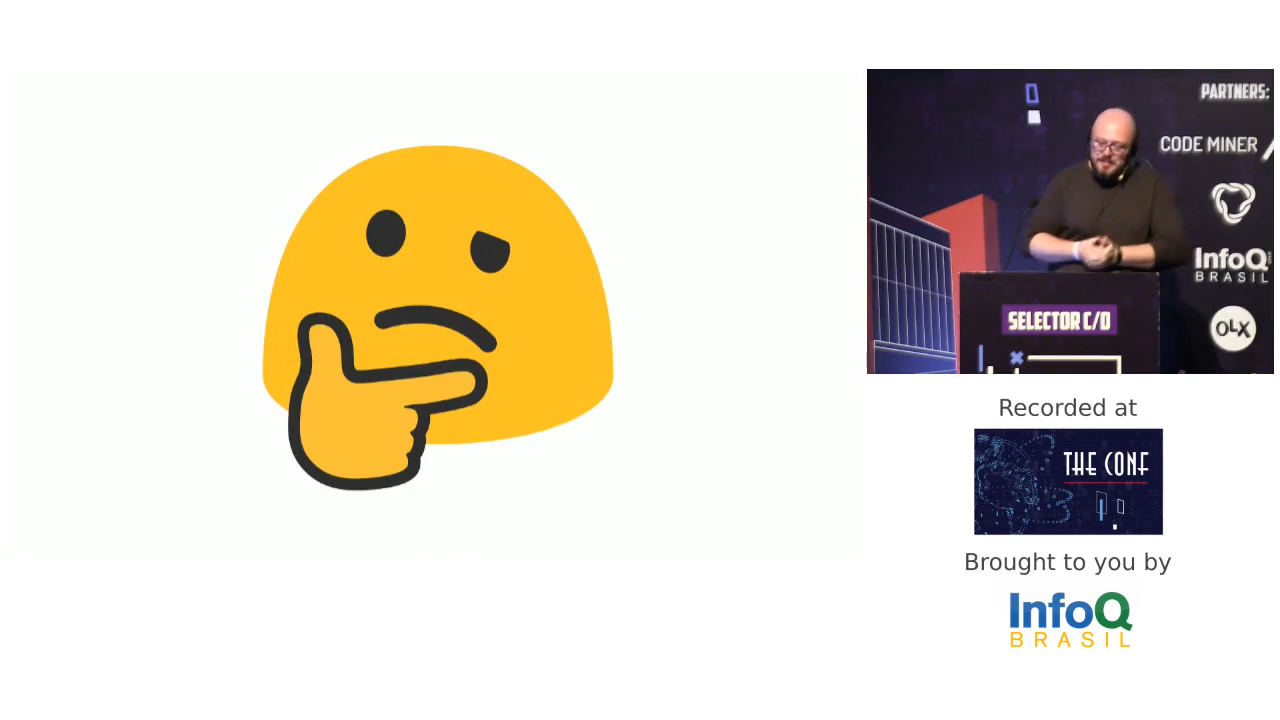 PARTNERS:
CODE MINER
InfoQ
BRASIL
OLX
SELECTOR C/D
Recorded at
THE CONF
Brought to you by
InfoQ
BRASIL